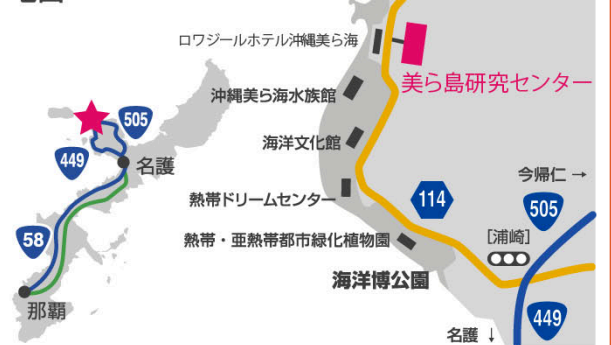 ロワジールホテル沖縄美ら海
美ら島研究センター
沖縄美ら海水族館
海洋文化館
熱帯ドリームセンター
熱帯・亜熱帯都市緑化植物園
海洋博公園
114
今帰仁 →
505
[浦崎]
449
名護 ↓
505
449
名護
58
那覇